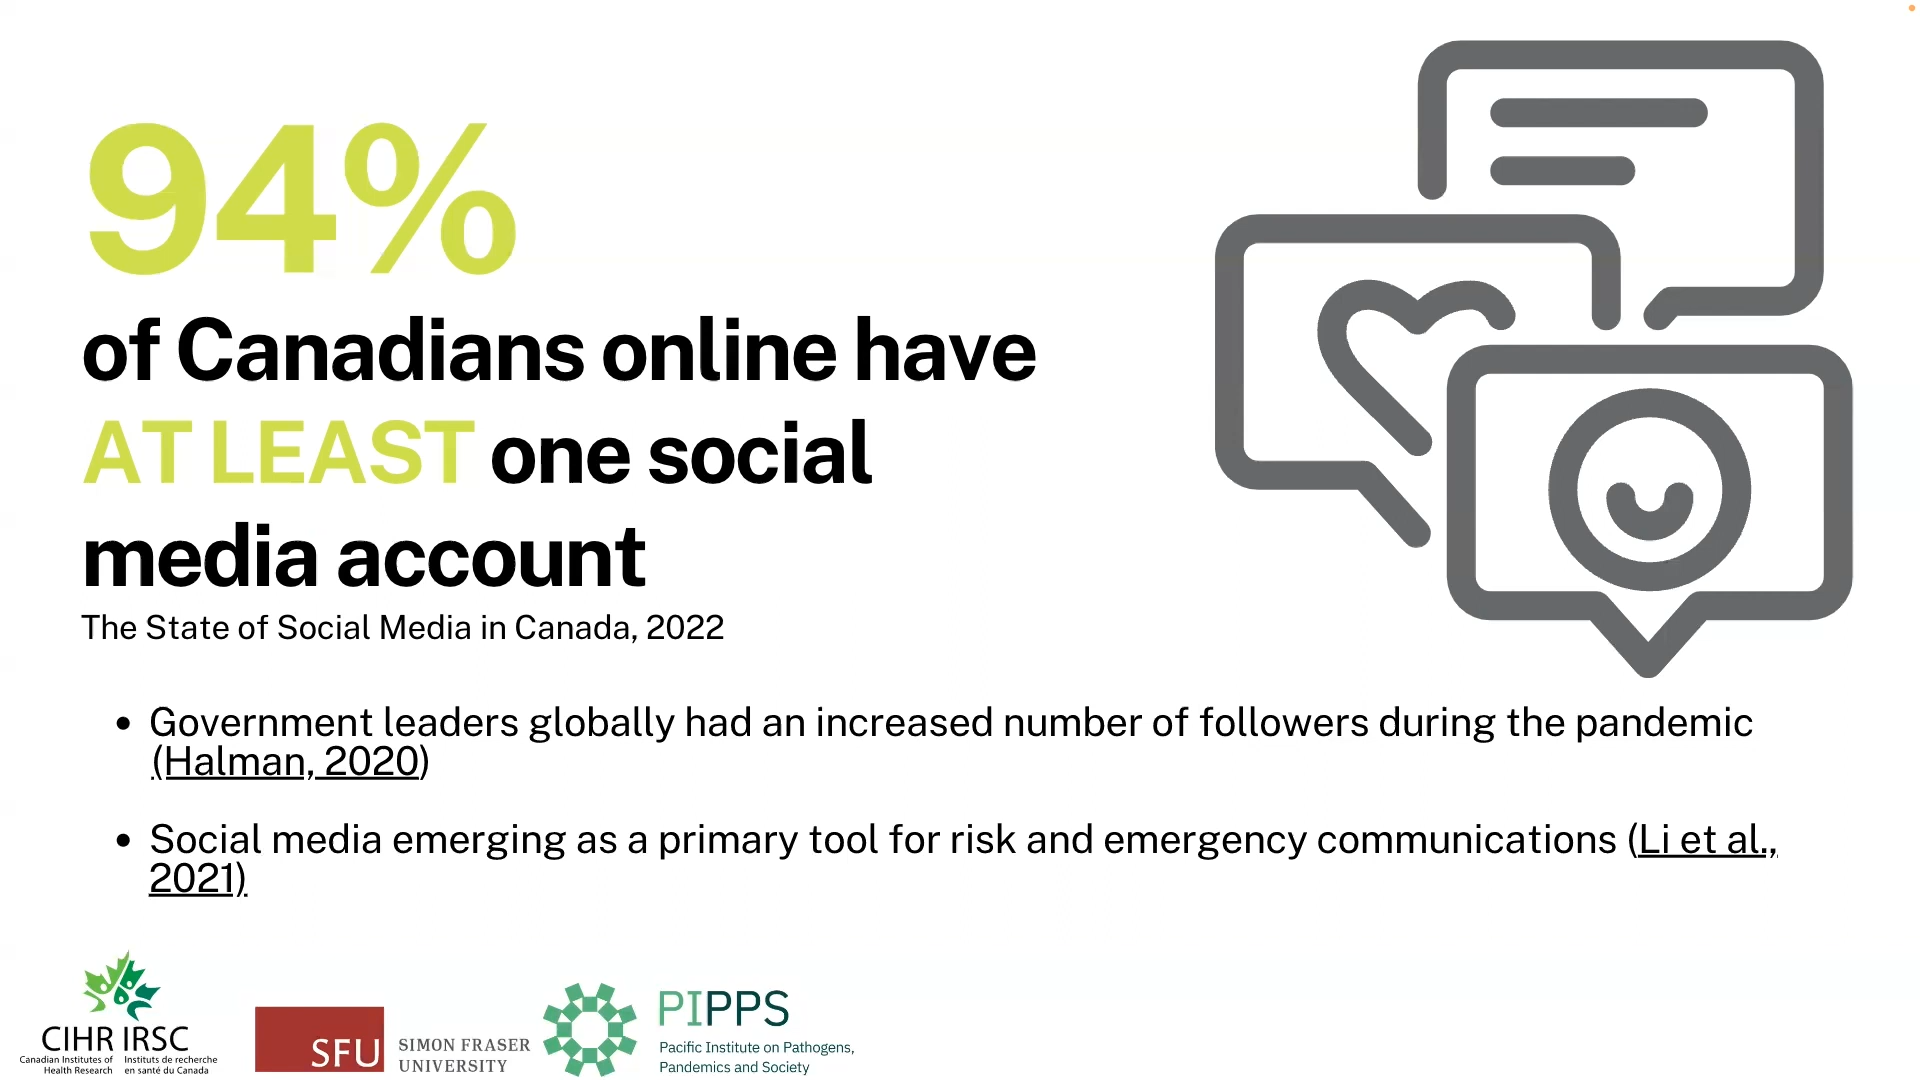 94%
of Canadians online have
AT LEAST one social
media account
The State of Social Media in Canada, 2022
• Government leaders globally had an increased number of followers during the pandemic
(Halman, 2020)
• Social media emerging as a primary tool for risk and emergency communications (Li et al.,
2021)
CIHR IRSC
Canadian Institutes of Health Research
Instituts de recherche en santé du Canada
SFU
SIMON FRASER
UNIVERSITY
PIPPS
Pacific Institute on Pathogens,
Pandemics and Society